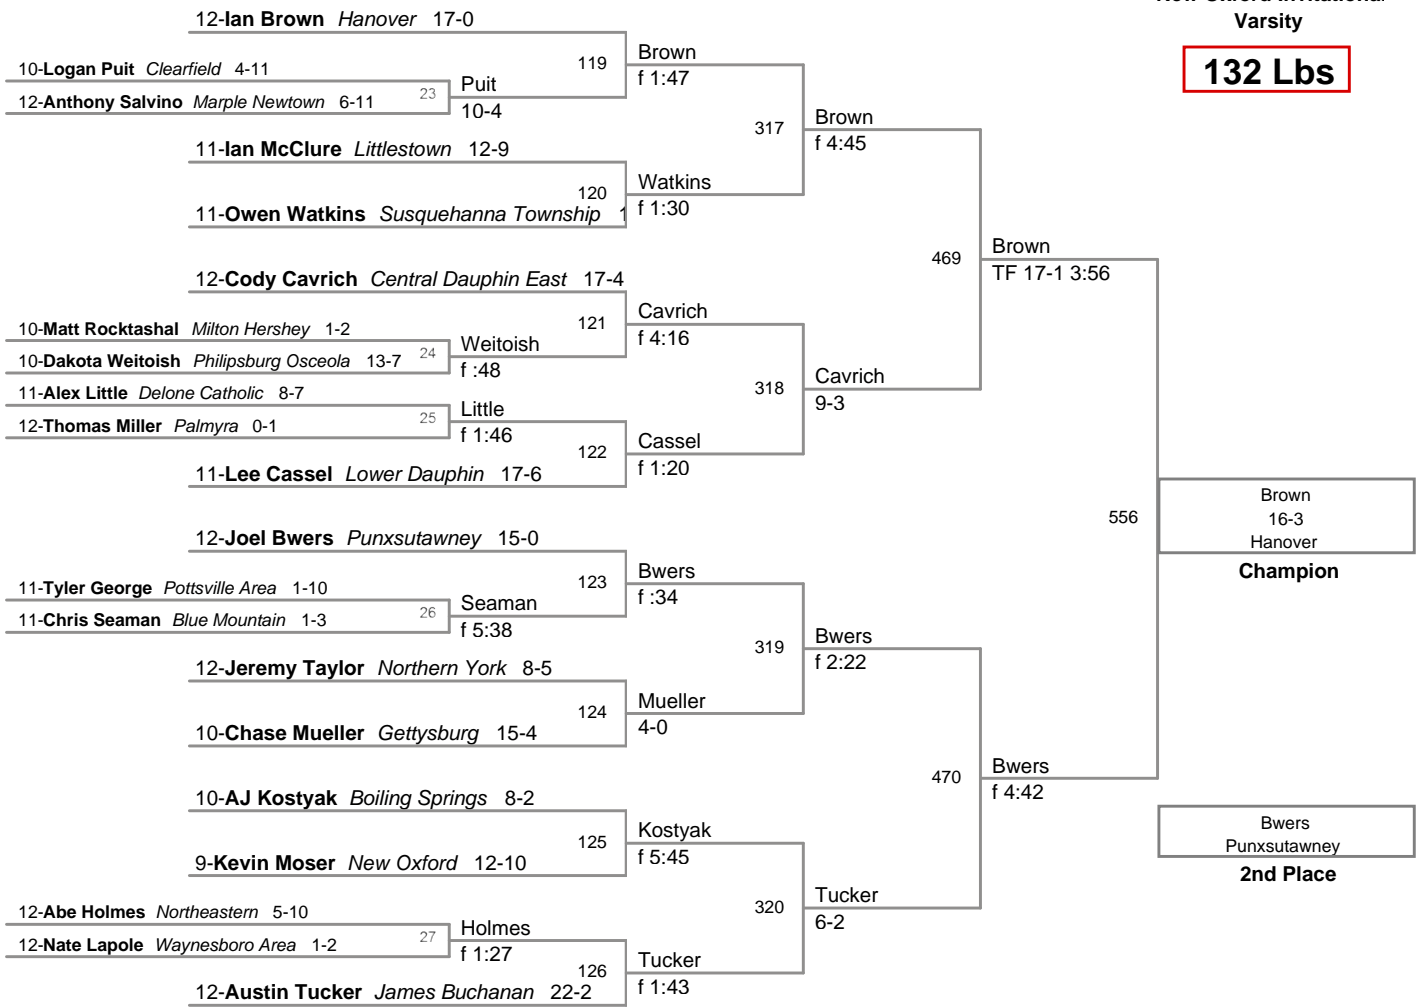 Varsity
132 Lbs
12-Ian Brown Hanover 17-0
10-Logan Puit Clearfield 4-11
12-Anthony Salvino Marple Newtown 6-11
23
Puit
10-4
119
Brown
f 1:47
11-Ian McClure Littlestown 12-9
11-Owen Watkins Susquehanna Township
120
Watkins
f 1:30
317
Brown
f 4:45
12-Cody Cavrich Central Dauphin East 17-4
10-Matt Rocktashal Milton Hershey 1-2
10-Dakota Weitoish Philipsburg Osceola 13-7
24
Weitoish
f :48
121
Cavrich
f 4:16
11-Alex Little Delone Catholic 8-7
12-Thomas Miller Palmyra 0-1
25
Little
f 1:46
11-Lee Cassel Lower Dauphin 17-6
122
Cassel
f 1:20
318
Cavrich
9-3
469
Brown
TF 17-1 3:56
12-Joel Bwers Punxsutawney 15-0
11-Tyler George Pottsville Area 1-10
11-Chris Seaman Blue Mountain 1-3
26
Seaman
f 5:38
123
Bwers
f :34
12-Jeremy Taylor Northern York 8-5
10-Chase Mueller Gettysburg 15-4
124
Mueller
4-0
319
Bwers
f 2:22
10-AJ Kostyak Boiling Springs 8-2
9-Kevin Moser New Oxford 12-10
125
Kostyak
f 5:45
12-Abe Holmes Northeastern 5-10
12-Nate Lapole Waynesboro Area 1-2
27
Holmes
f 1:27
12-Austin Tucker James Buchanan 22-2
126
Tucker
f 1:43
320
Tucker
6-2
470
Bwers
f 4:42
556
Brown
16-3
Hanover
Champion
Bwers
Punxsutawney
2nd Place